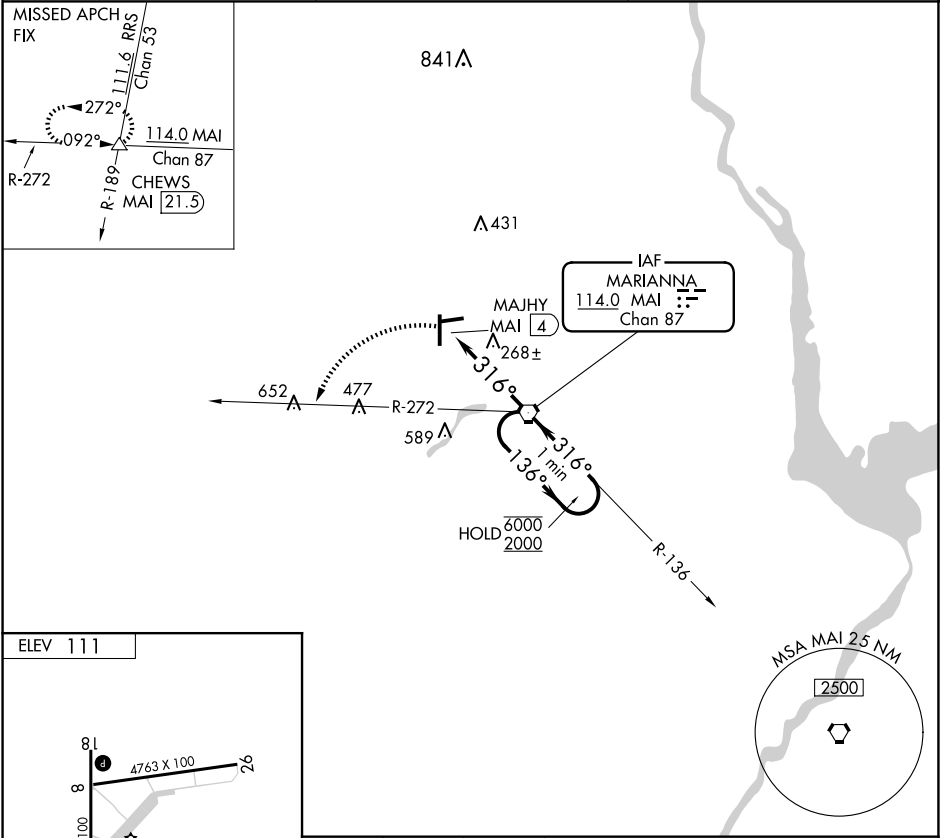 MISSED APCH
FIX
111.6 RRS
Chan 53
272°
092°
114.0 MAI
Chan 87
R-272
R-189
CHEWS
MAI 21.5
841
431
IAF
MARIANNA
114.0 MAI
Chan 87
MAJHY
MAI 4
268±
316°
652
477
R-272
589
316°
1 min
136°
HOLD 6000
2000
R-136
MSA MAI 25 NM
2500
ELEV 111
18
P
4763 X 100
26
8
100